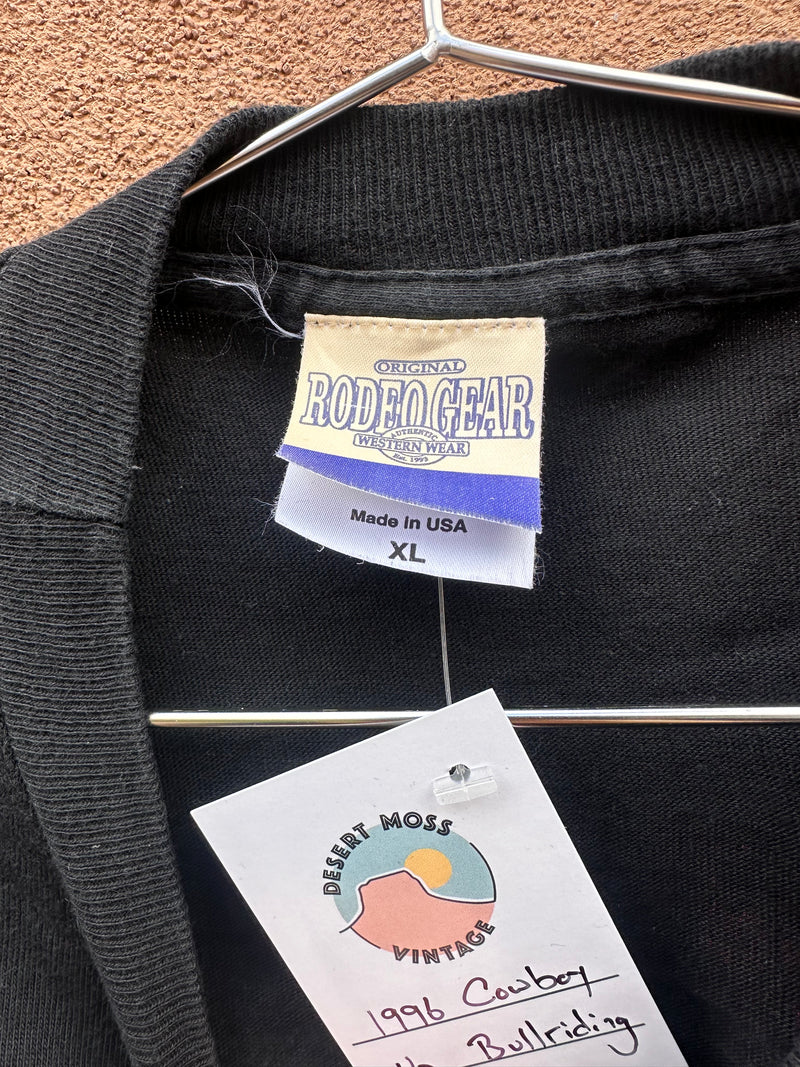 ORIGINAL
RODEO GEAR
AUTHENTIC
WESTERN WEAR
Est. 1993
Made in USA
XL
DESERT MOSS
VINTAGE
1996 Cowboy
Bullriding